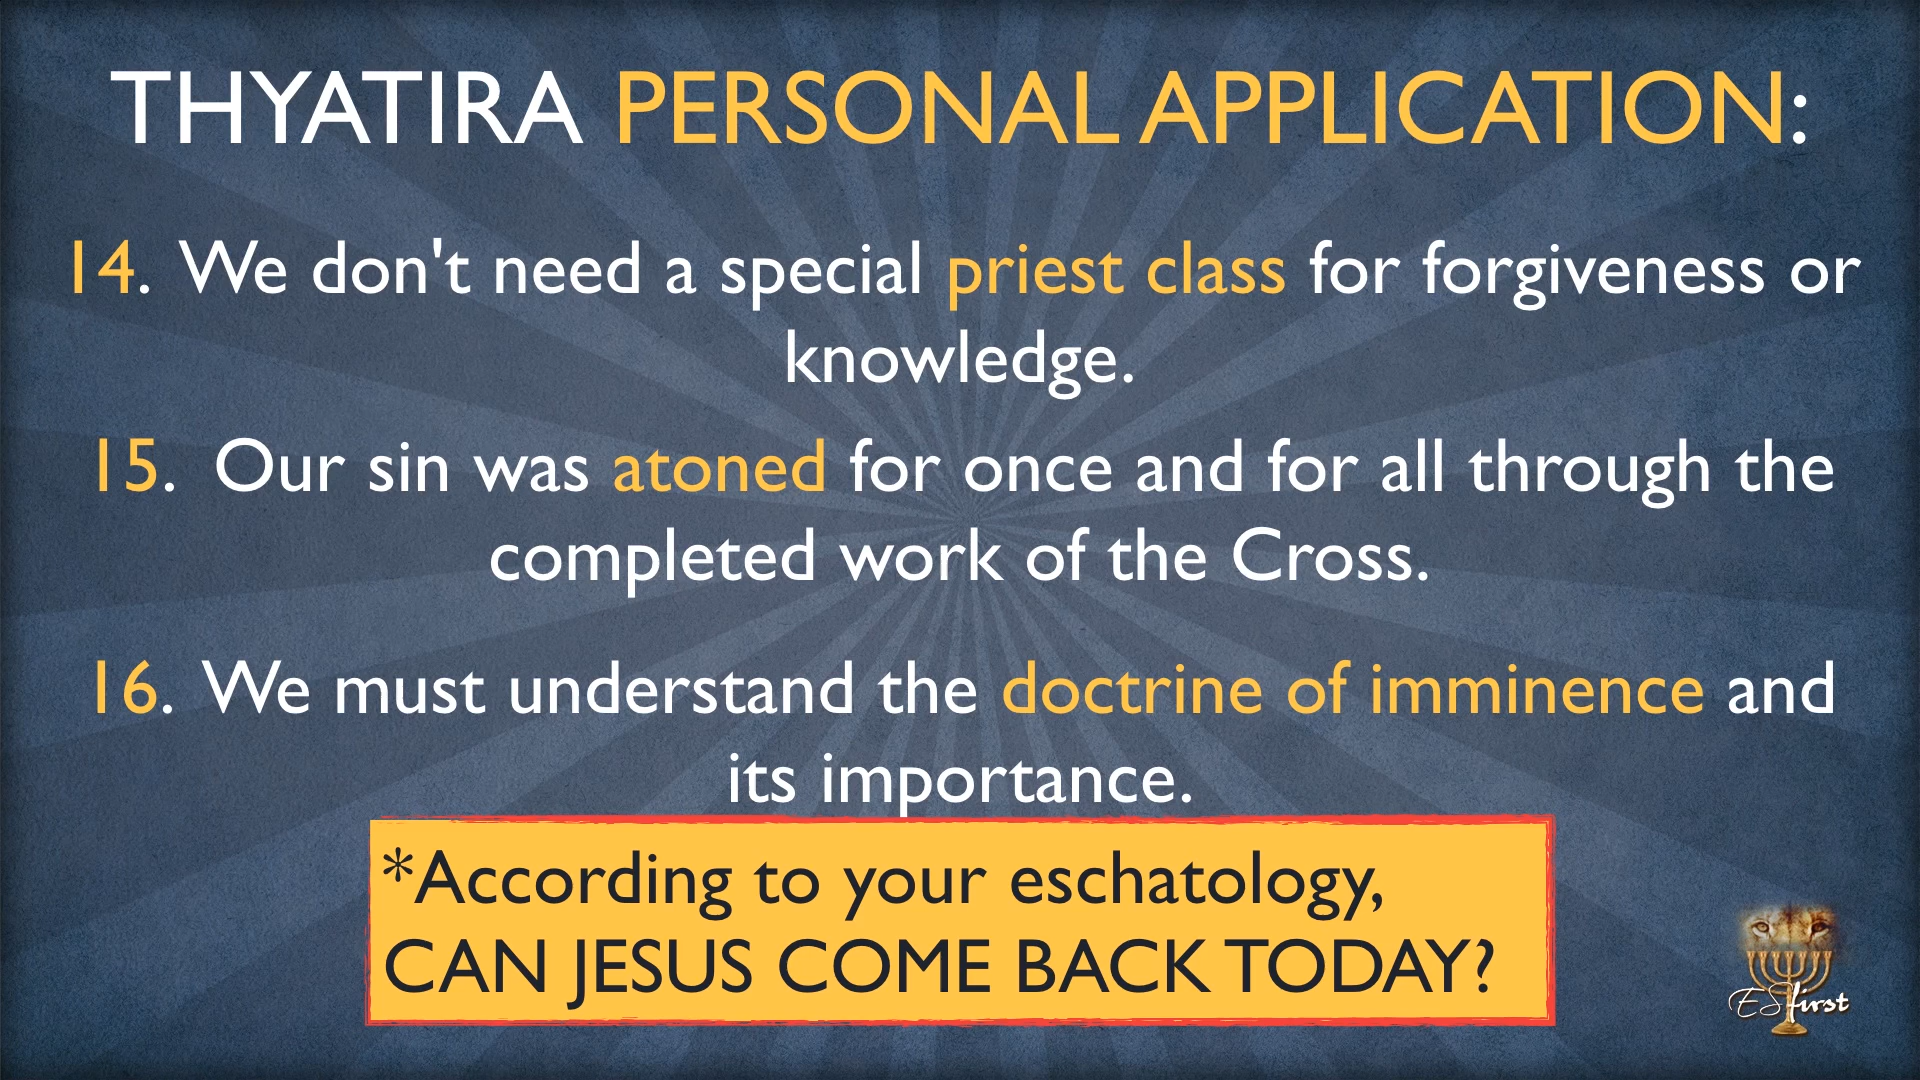 THYATIRA PERSONAL APPLICATION:
14. We don't need a special priest class for forgiveness or
knowledge.
15. Our sin was atoned for once and for all through the
completed work of the Cross.
16. We must understand the doctrine of imminence and
its importance.
*According to your eschatology,
CAN JESUS COME BACK TODAY?
ESfirst